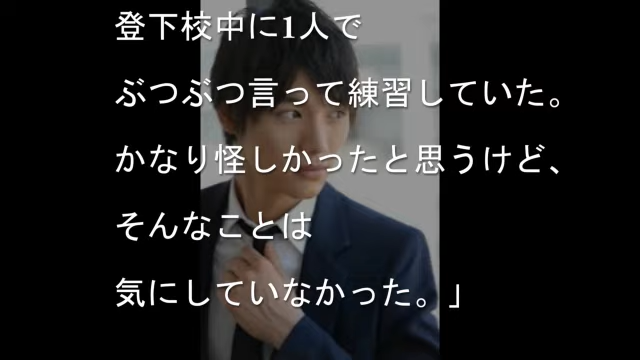 登下校中に1人で
ぶつぶつ言って練習していた。
かなり怪しかったと思うけど、
そんなことは
気にしていなかった。」